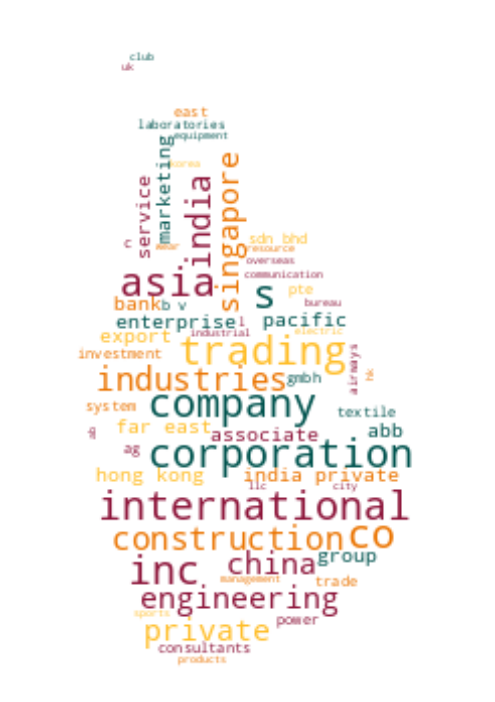 club
uk
east
laboratories
equipment
marketing
korea
singapore
service
india
c
wear
sdn bhd
resource
overseas
communication
asia
s
pte
bank
b v
bureau
enterprise
l
pacific
export
industrial
electric
investment
trading
airways
industries
gmbh
hk
system
company
textile
far east
associate
abb
ag
corporation
hong kong
india private
llc
city
international
construction
co
inc
china
group
management
trade
engineering
sports
power
private
consultants
products